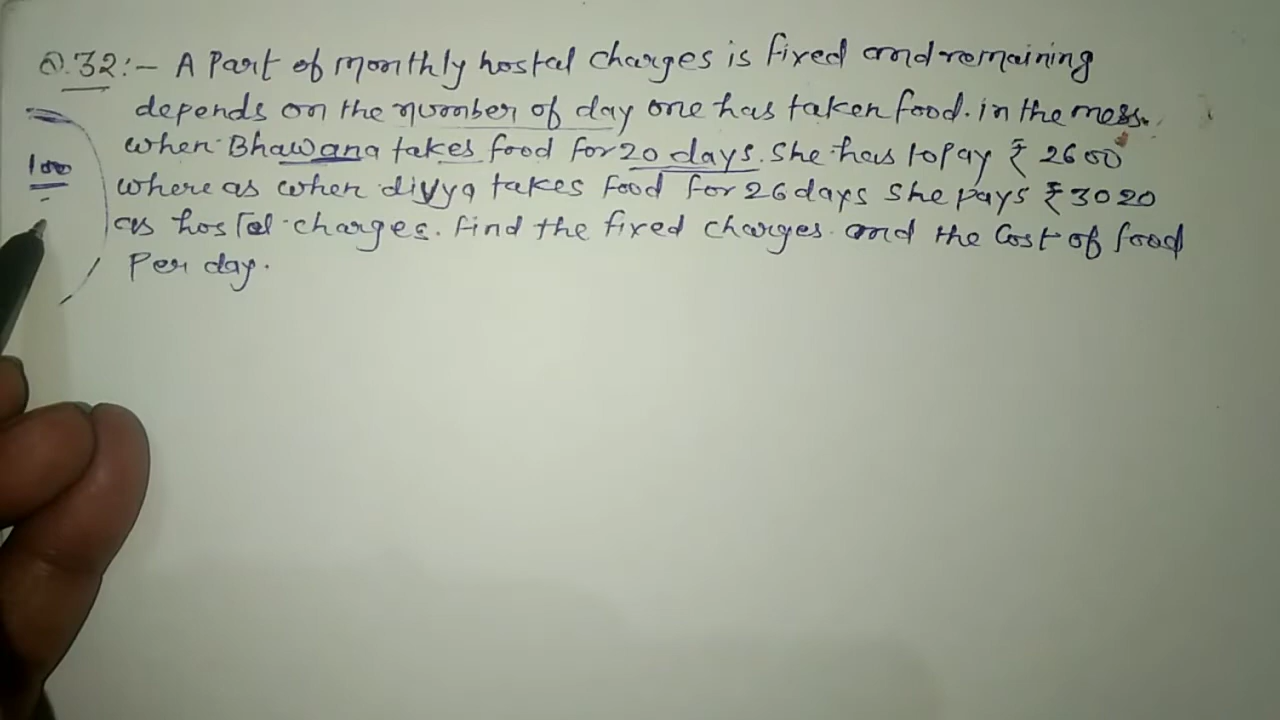 Q.32:- A Part of monthly hostal charges is fixed and remaining
depends on the number of day one has taken food. in the mess.
when Bhawana takes food for 20 days. She has to pay ₹ 2600
100
where as when divya takes food for 26 days she pays ₹ 3020
as hostel charges. find the fixed charges. and the cost of food
Per day.